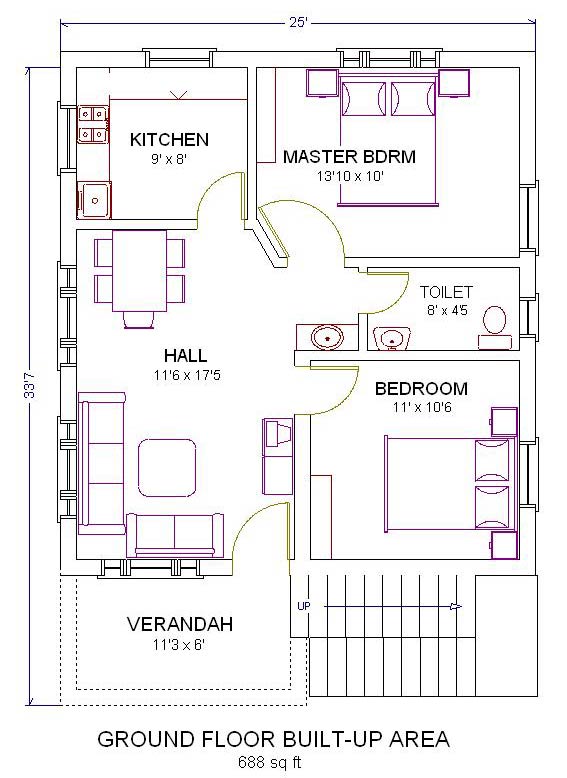 25'
KITCHEN
9' x 8'
MASTER BDRM
13'10 x 10'
TOILET
8' x 4'5
HALL
11'6 x 17'5
33'7
BEDROOM
11' x 10'6
UP
VERANDAH
11'3 x 6'
GROUND FLOOR BUILT-UP AREA
688 sq ft